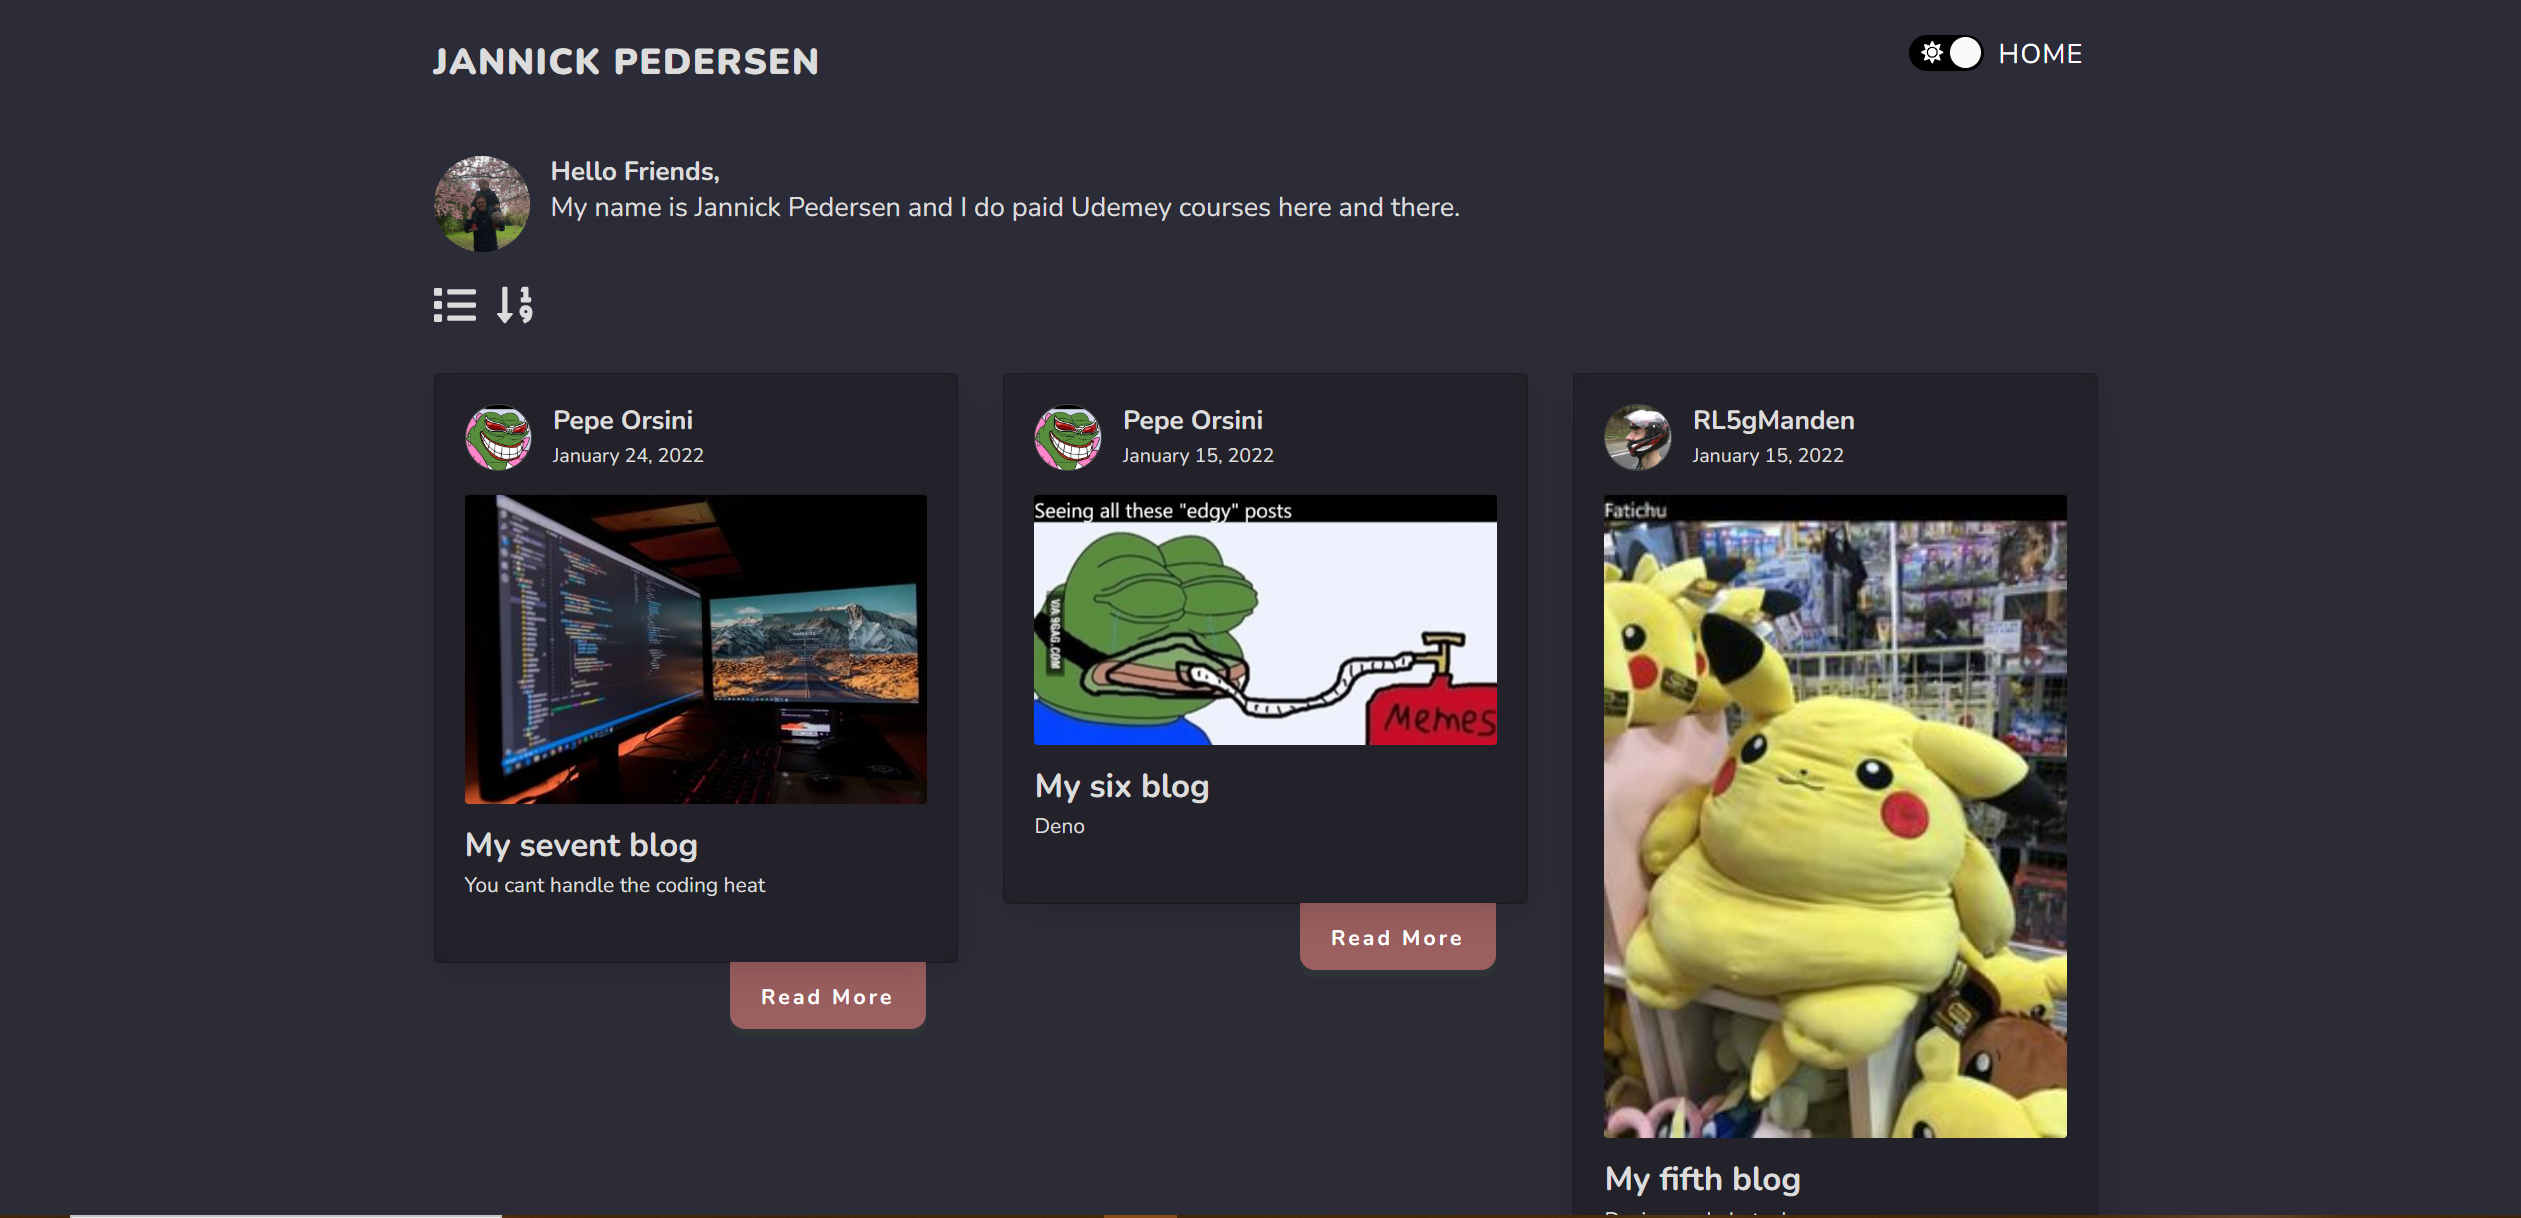 JANNICK PEDERSEN
HOME
Hello Friends,
My name is Jannick Pedersen and I do paid Udemey courses here and there.
1
9
Pepe Orsini
January 24, 2022
My sevent blog
You cant handle the coding heat
Read More
Pepe Orsini
January 15, 2022
Seeing all these "edgy" posts
VIA 9GAG.COM
Memes
My six blog
Deno
Read More
RL5gManden
January 15, 2022
Fatichu
My fifth blog